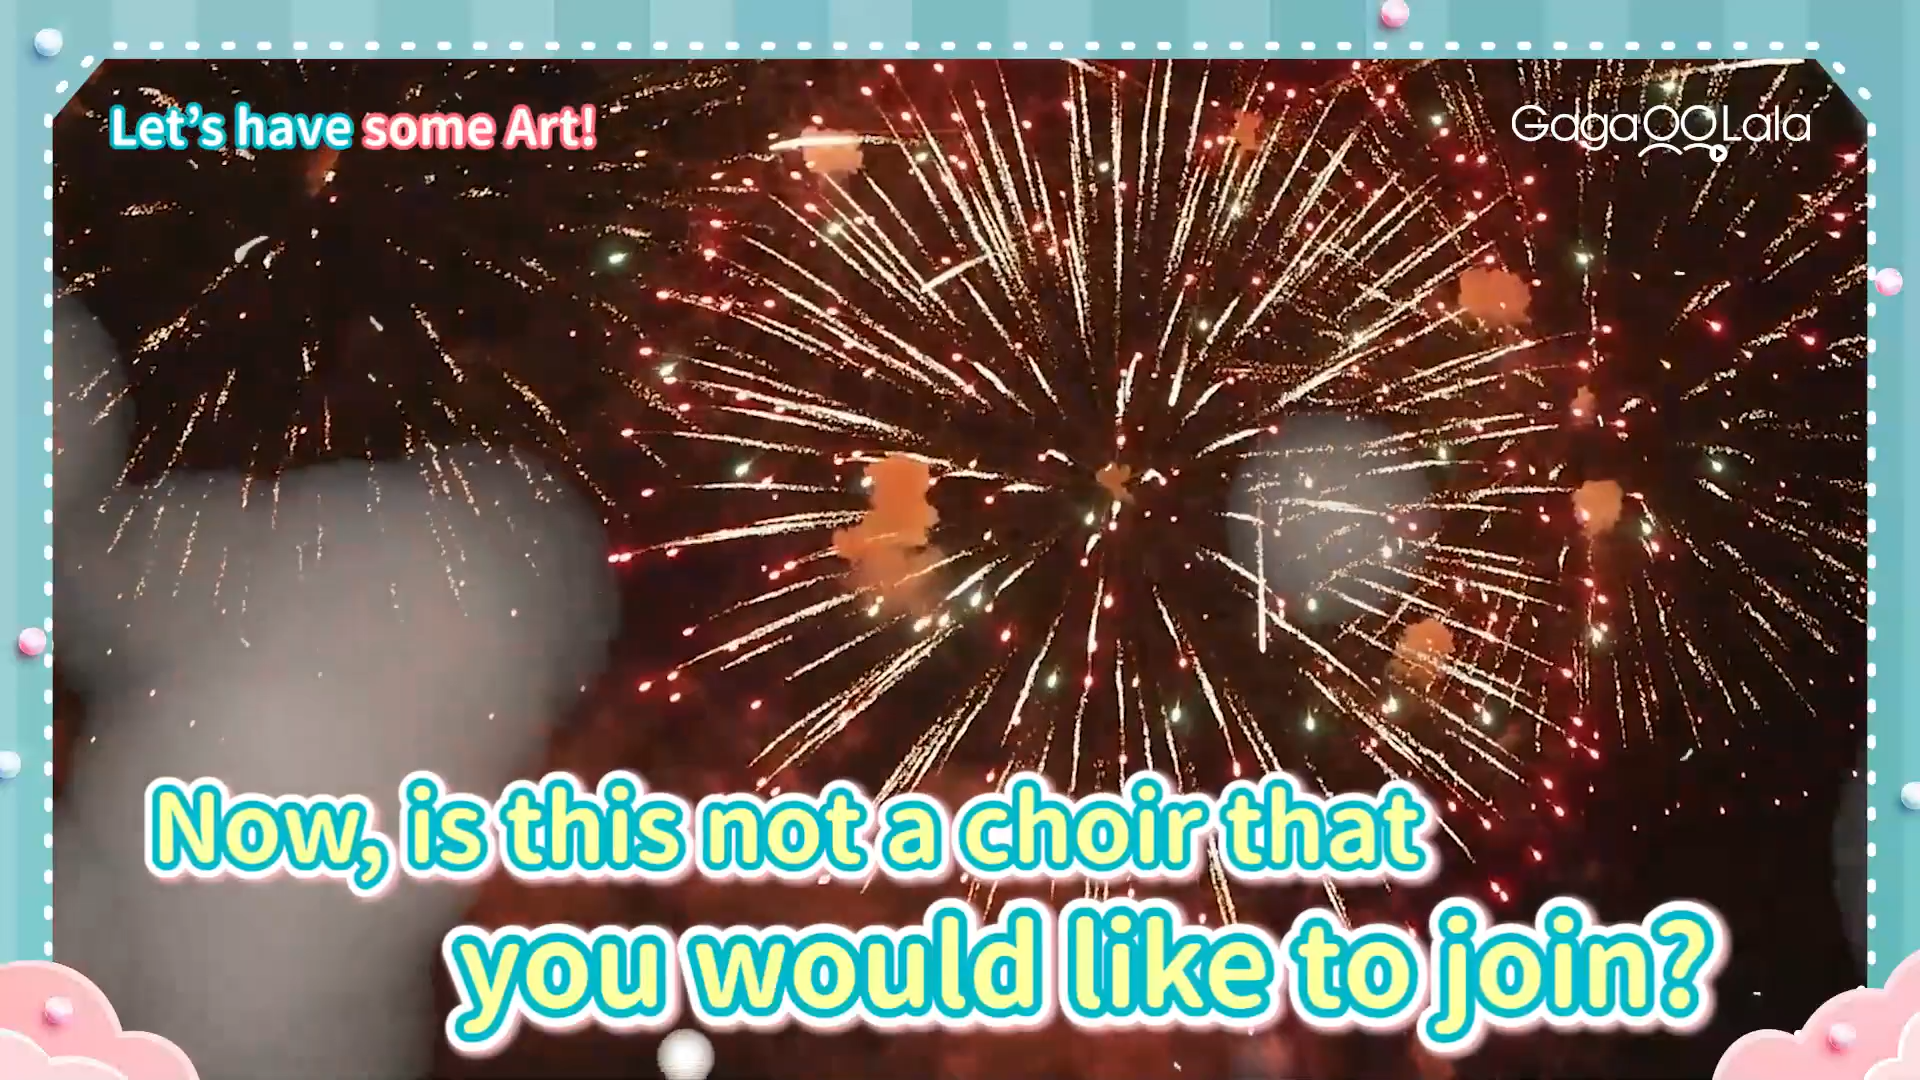 Let's have some Art!
GagaOOLala
Now, is this not a choir that
you would like to join?